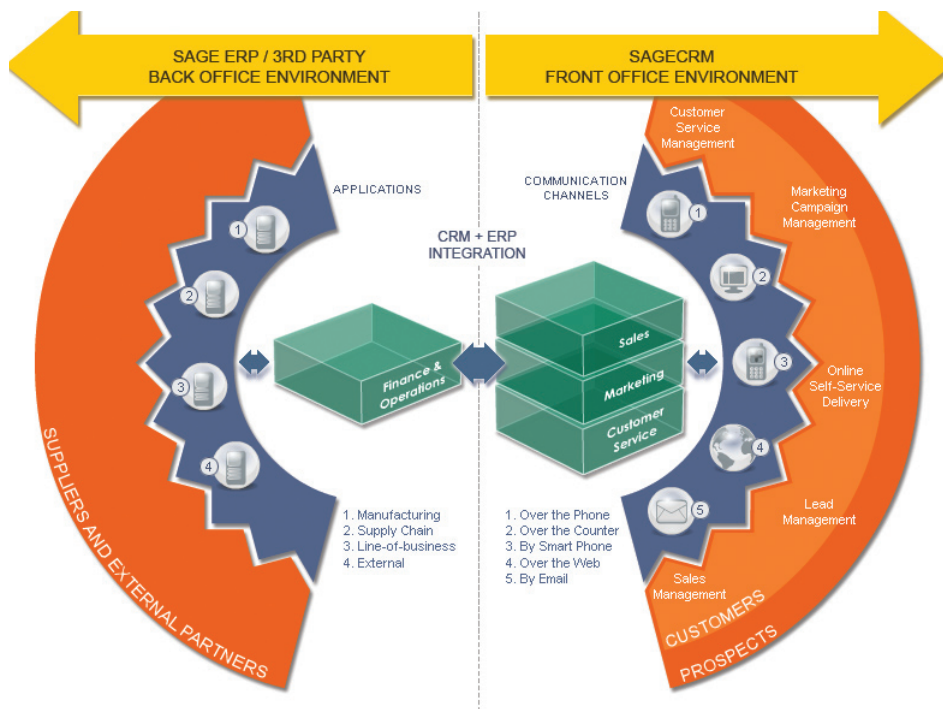 SAGE ERP / 3RD PARTY
BACK OFFICE ENVIRONMENT
SAGECRM
FRONT OFFICE ENVIRONMENT
APPLICATIONS
1
2
3
4
SUPPLIERS AND EXTERNAL PARTNERS
1. Manufacturing
2. Supply Chain
3. Line-of-business
4. External
CRM + ERP
INTEGRATION
Finance &
Operations
Sales
Marketing
Customer
Service
COMMUNICATION
CHANNELS
1
2
3
4
5
1. Over the Phone
2. Over the Counter
3. By Smart Phone
4. Over the Web
5. By Email
Customer
Service
Management
Marketing
Campaign
Management
Online
Self-Service
Delivery
Lead
Management
Sales
Management
CUSTOMERS
PROSPECTS